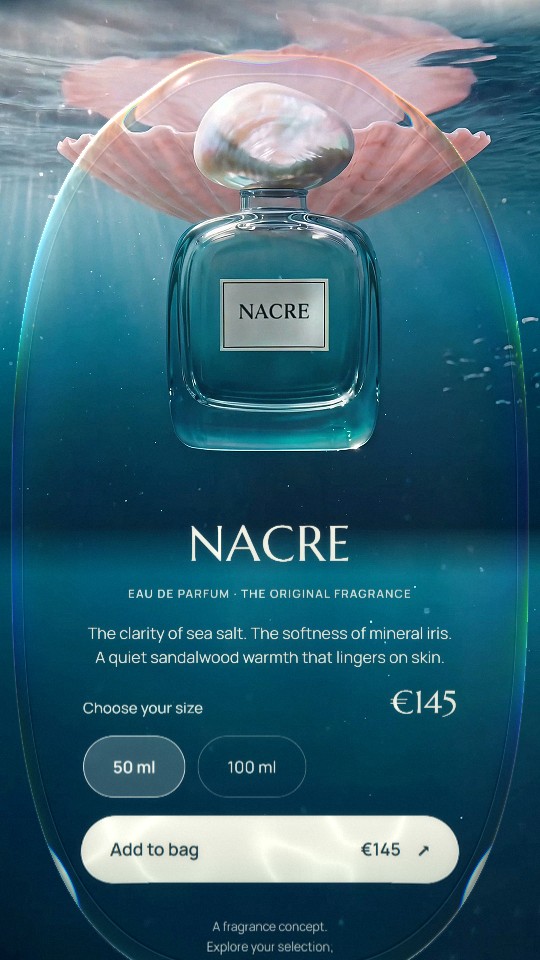 NACRE
NACRE
EAU DE PARFUM · THE ORIGINAL FRAGRANCE
The clarity of sea salt. The softness of mineral iris.
A quiet sandalwood warmth that lingers on skin.
Choose your size
€145
50 ml
100 ml
Add to bag
€145 ↗
A fragrance concept.
Explore your selection,